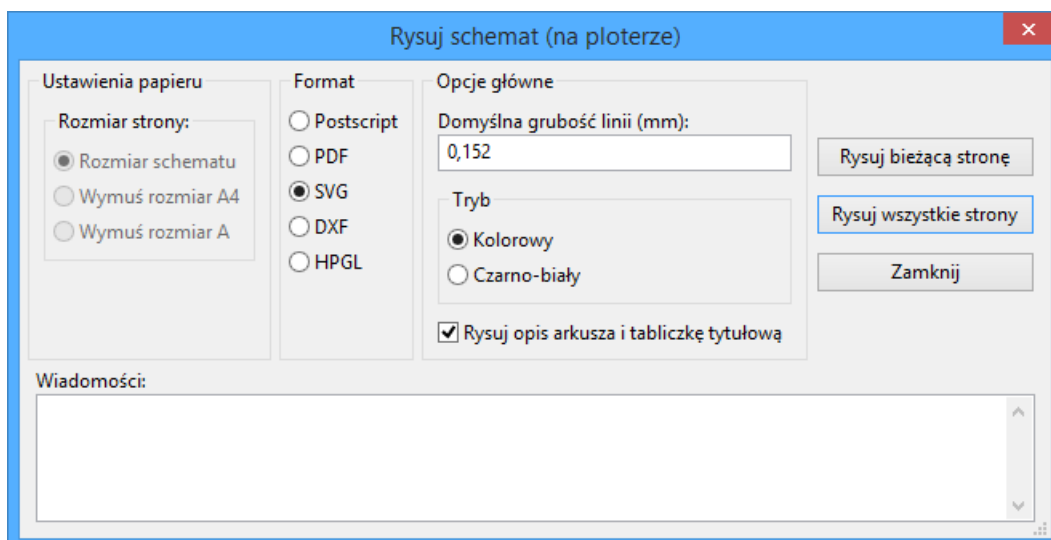 Rysuj schemat (na ploterze)
Ustawienia papieru
Rozmiar strony:
Rozmiar schematu
Wymuś rozmiar A4
Wymuś rozmiar A
Format
Postscript
PDF
SVG
DXF
HPGL
Opcje główne
Domyślna grubość linii (mm):
0,152
Tryb
Kolorowy
Czarno-biały
Rysuj opis arkusza i tabliczkę tytułową
Rysuj bieżącą stronę
Rysuj wszystkie strony
Zamknij
Wiadomości: